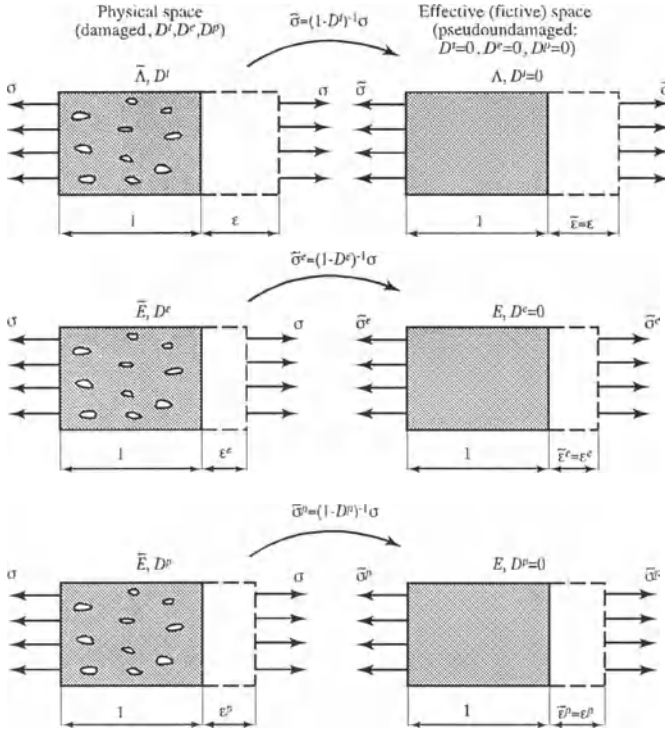 Physical space
(damaged, Dᵗ,Dᵉ,Dᵖ)
σ̃=(1-Dᵗ)⁻¹σ
Effective (fictive) space
(pseudoundamaged:
Dᵗ=0, Dᵉ=0, Dᵖ=0)
Λ̃, Dᵗ
Λ, Dᵗ=0
σ
σ
σ̃
σ̃
1
ε
1
ε̃=ε
σ̃ᵉ=(1-Dᵉ)⁻¹σ
Ẽ, Dᵉ
E, Dᵉ=0
σ
σ
σ̃ᵉ
σ̃ᵉ
1
εᵉ
1
ε̃ᵉ=εᵉ
σ̃ᵖ=(1-Dᵖ)⁻¹σ
Ẽ, Dᵖ
E, Dᵖ=0
σ
σ
σ̃ᵖ
σ̃ᵖ
1
εᵖ
1
ε̃ᵖ=εᵖ